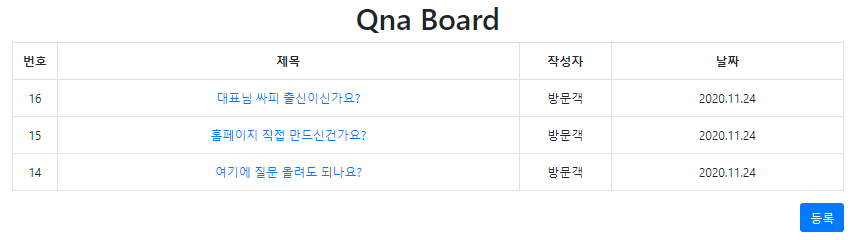 Qna Board
번호 제목 작성자 날짜
16 대표님 싸피 출신이신가요? 방문객 2020.11.24
15 홈페이지 직접 만드신건가요? 방문객 2020.11.24
14 여기에 질문 올려도 되나요? 방문객 2020.11.24
등록